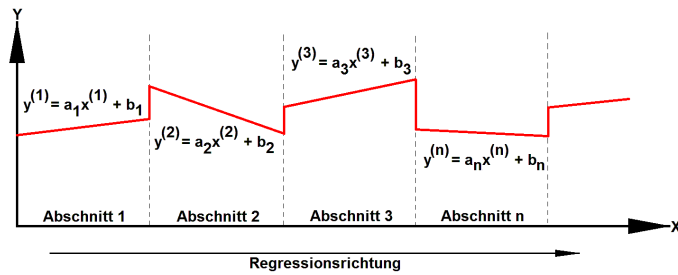 Y
y(3) = a3x(3) + b3
y(1) = a1x(1) + b1
y(2) = a2x(2) + b2
y(n) = anx(n) + bn
Abschnitt 1 Abschnitt 2 Abschnitt 3 Abschnitt n
X
Regressionsrichtung